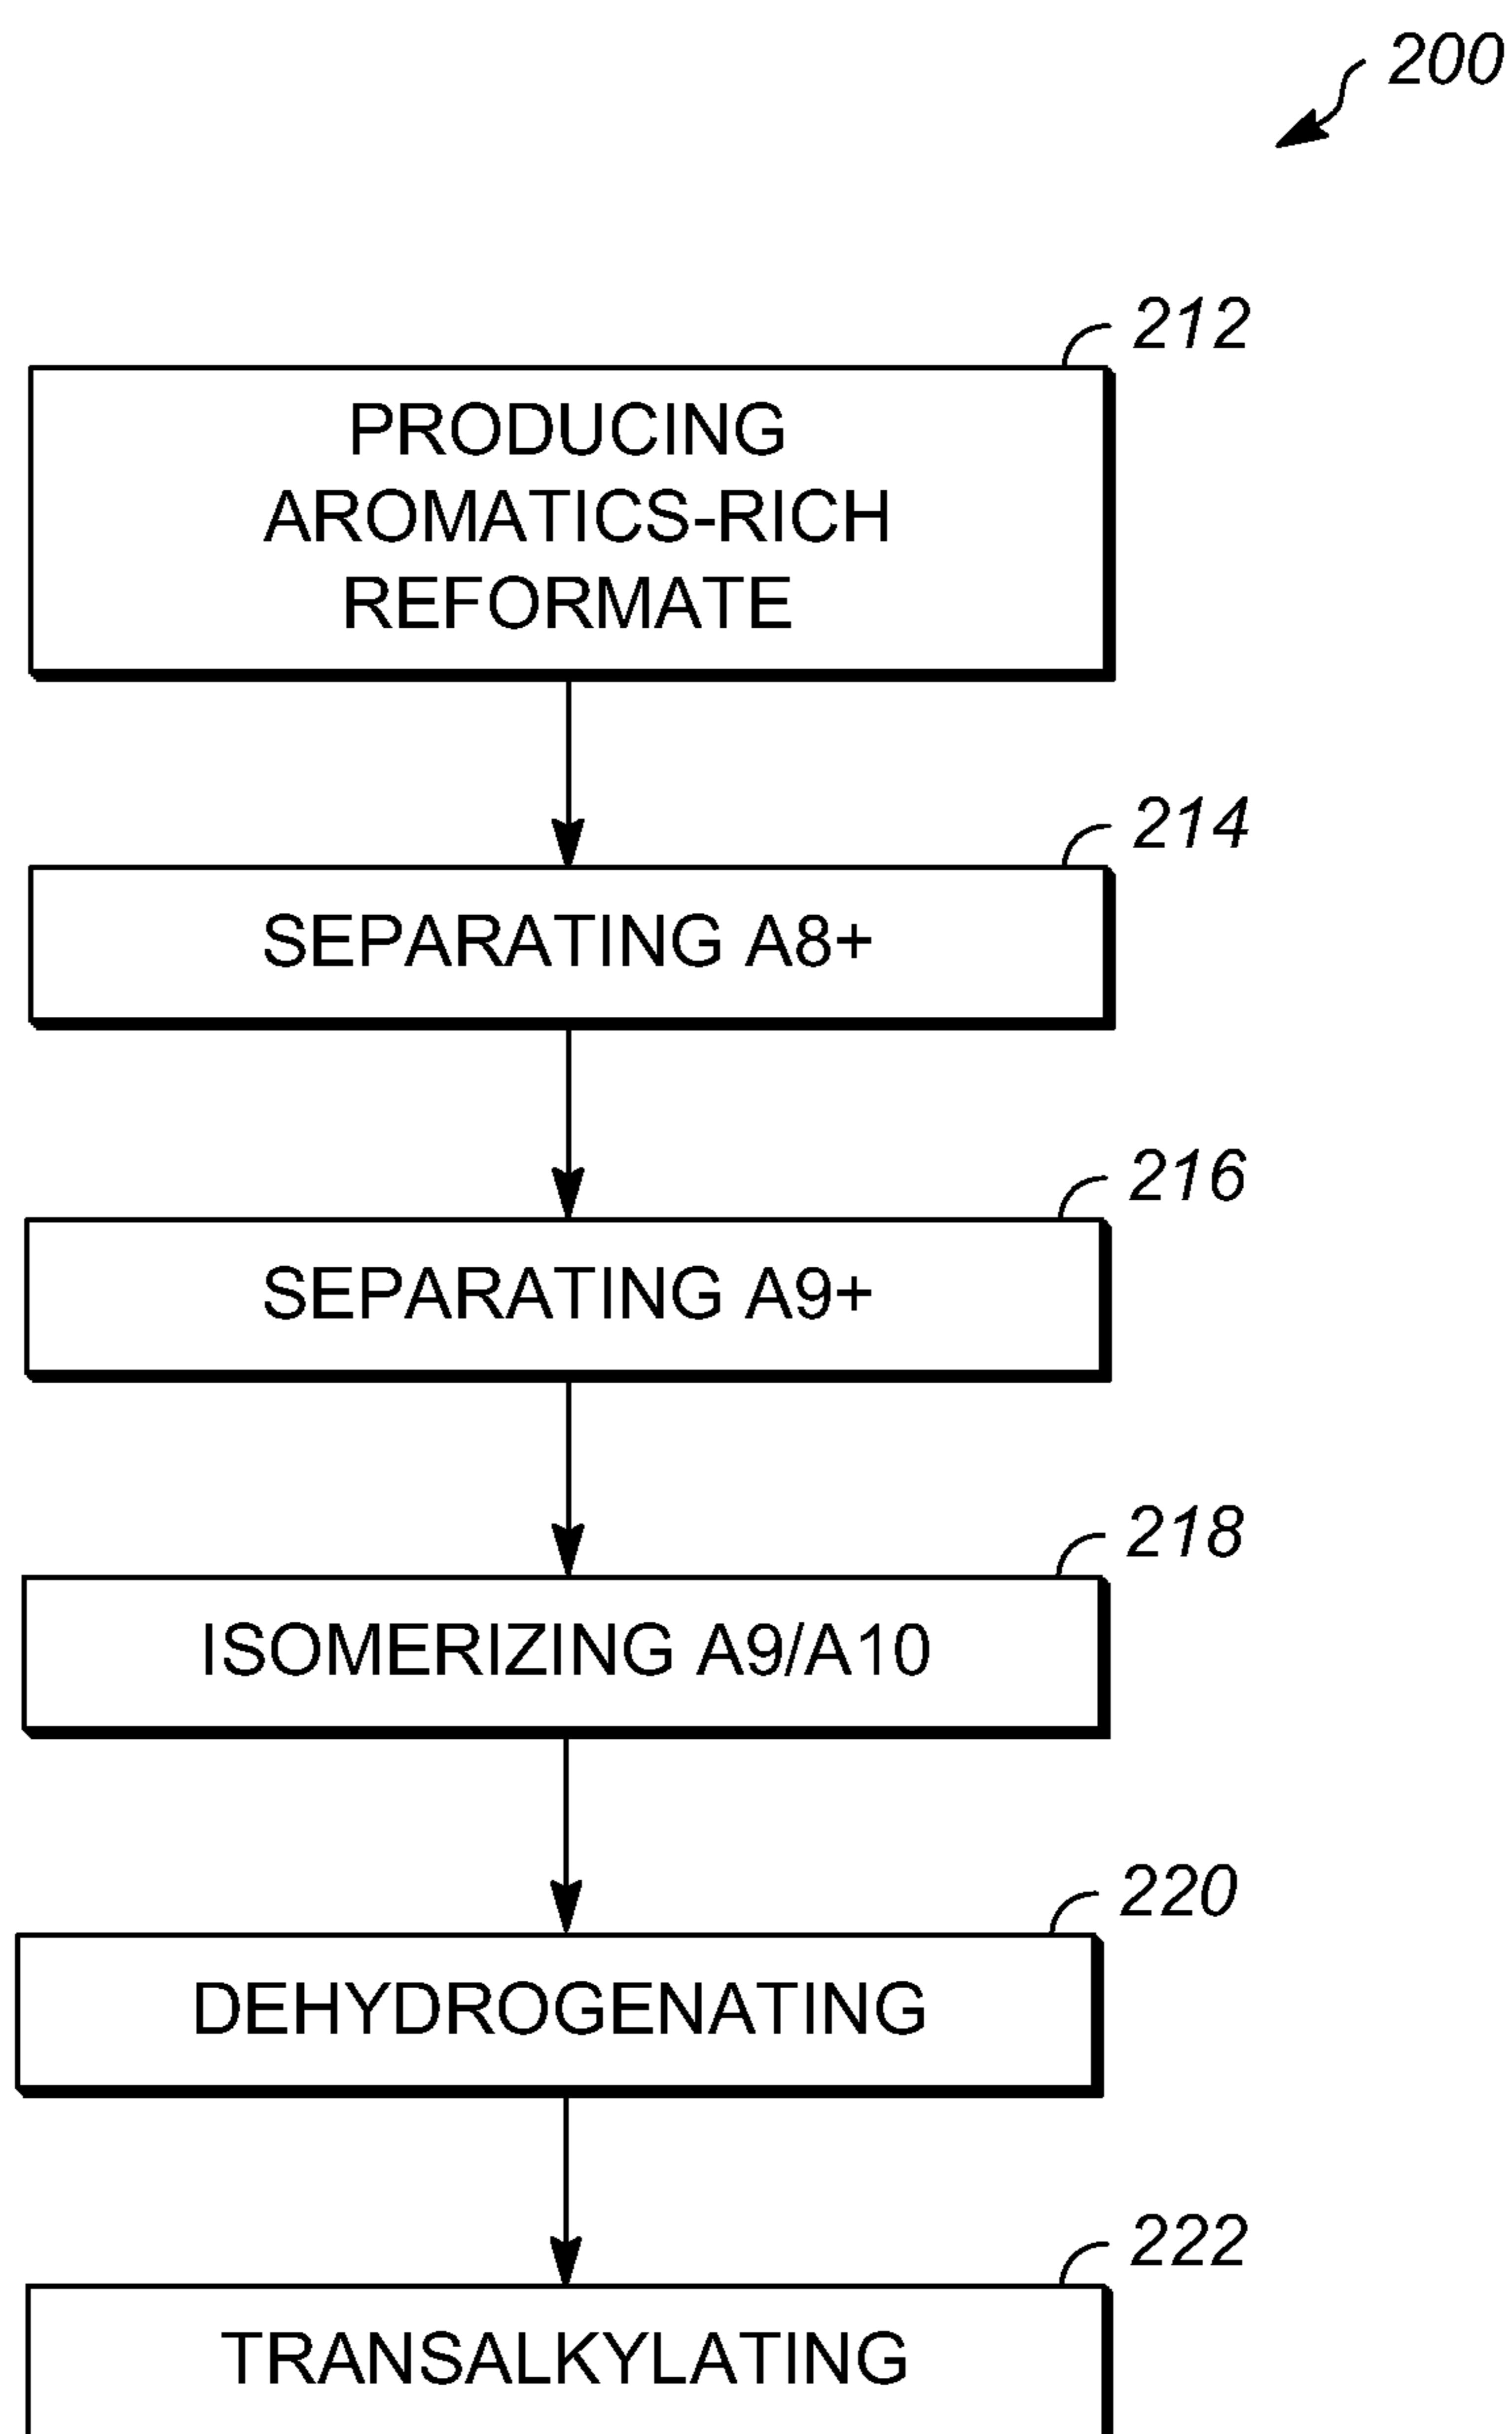 200
212
PRODUCING
AROMATICS-RICH
REFORMATE
214
SEPARATING A8+
216
SEPARATING A9+
218
ISOMERIZING A9/A10
220
DEHYDROGENATING
222
TRANSALKYLATING